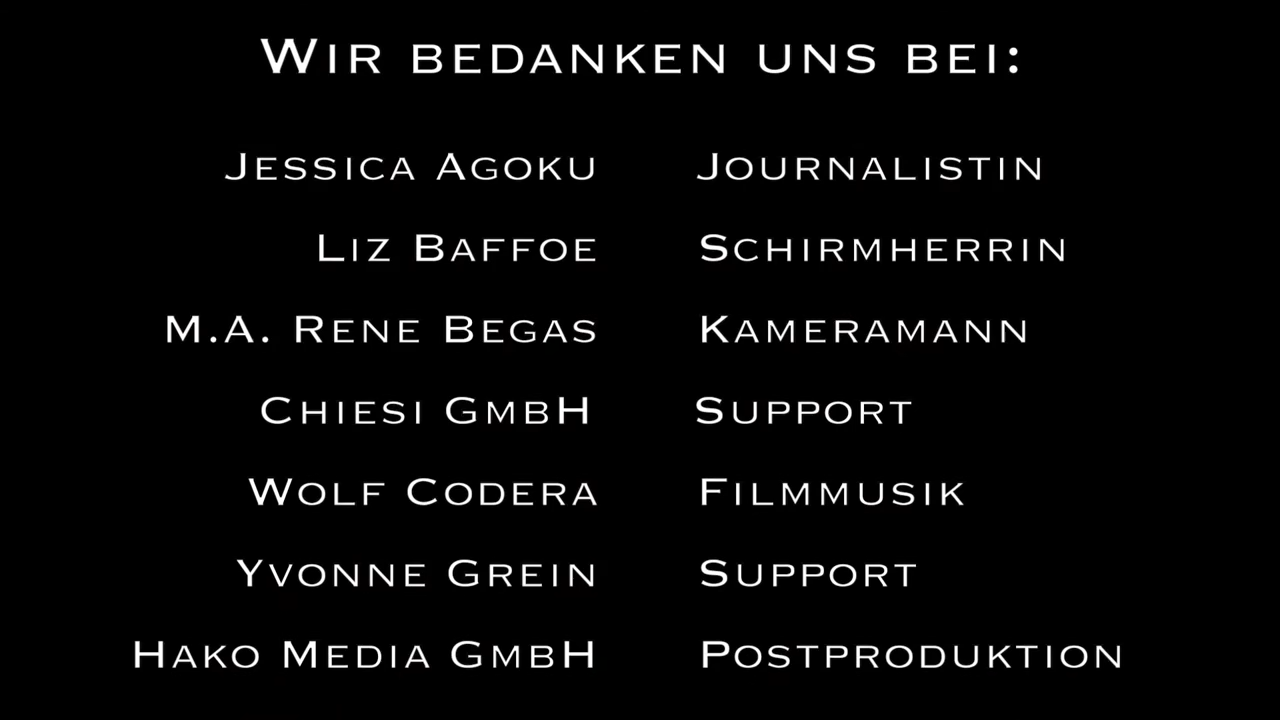 Wir bedanken uns bei:
Jessica Agoku Journalistin
Liz Baffoe Schirmherrin
M.A. Rene Begas Kameramann
Chiesi GmbH Support
Wolf Codera Filmmusik
Yvonne Grein Support
Hako Media GmbH Postproduktion